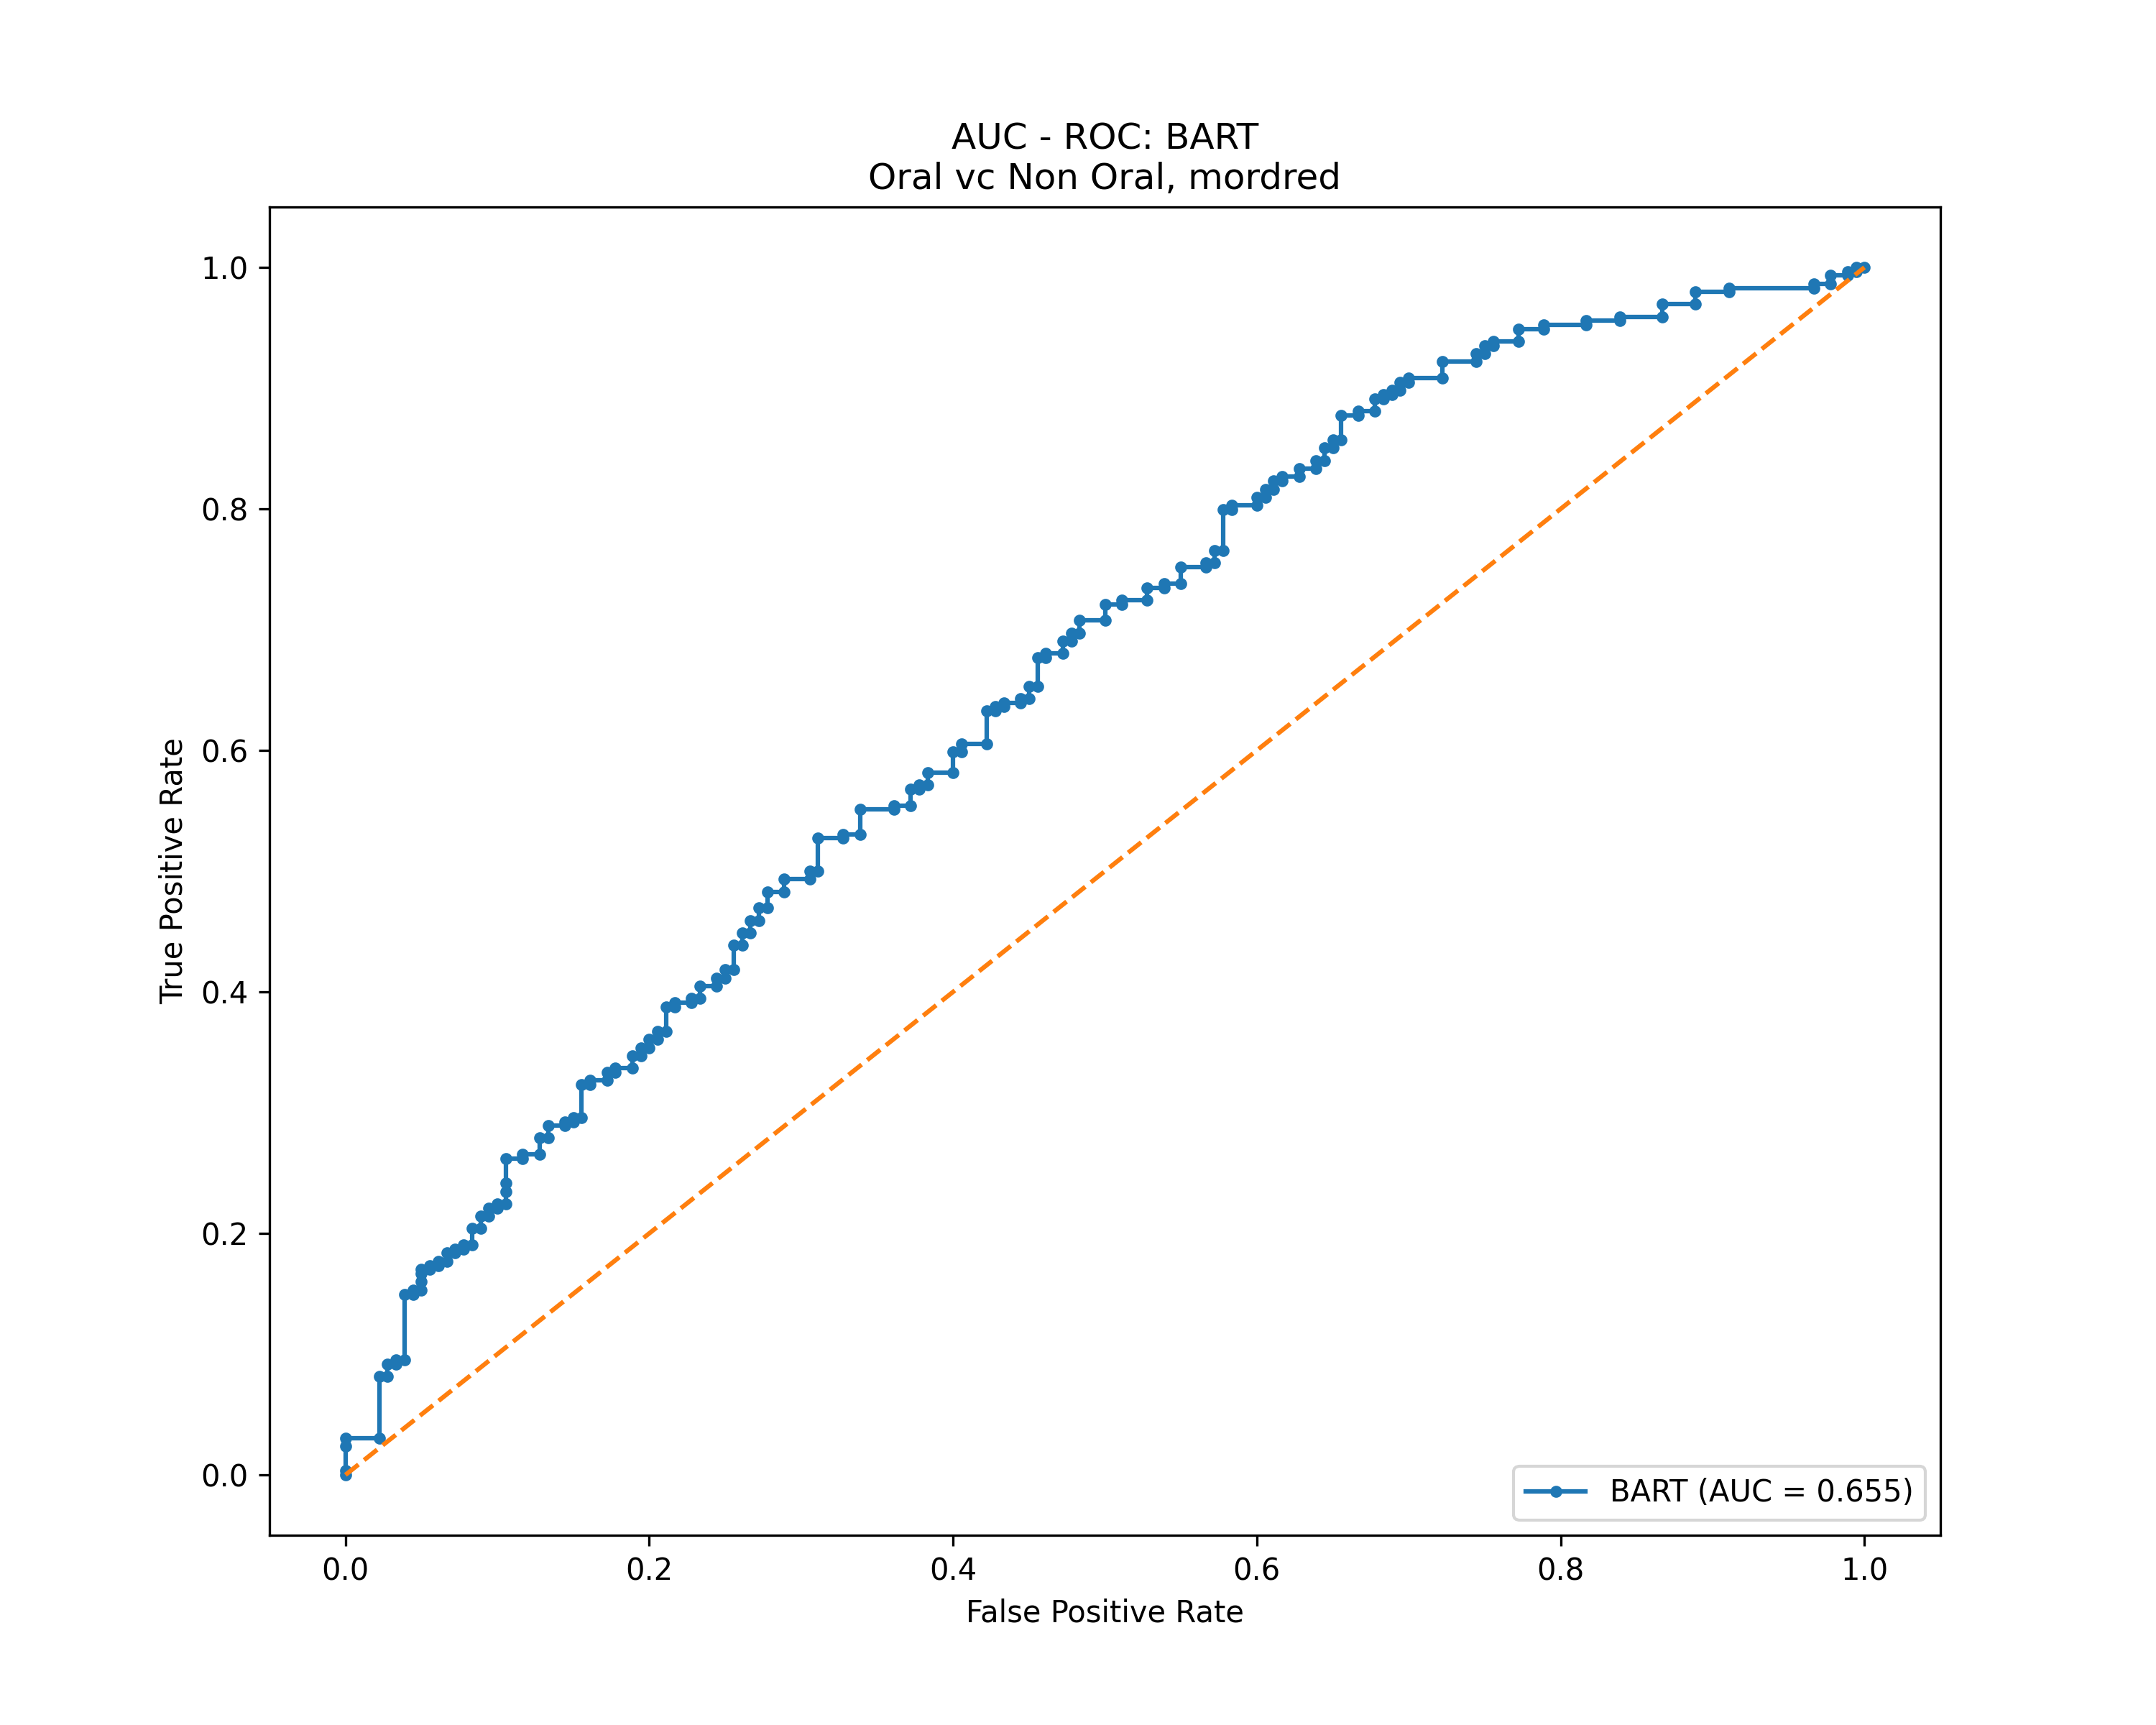 AUC - ROC: BART
Oral vc Non Oral, mordred
True Positive Rate
1.0
0.8
0.6
0.4
0.2
0.0
BART (AUC = 0.655)
0.0 0.2 0.4 0.6 0.8 1.0
False Positive Rate